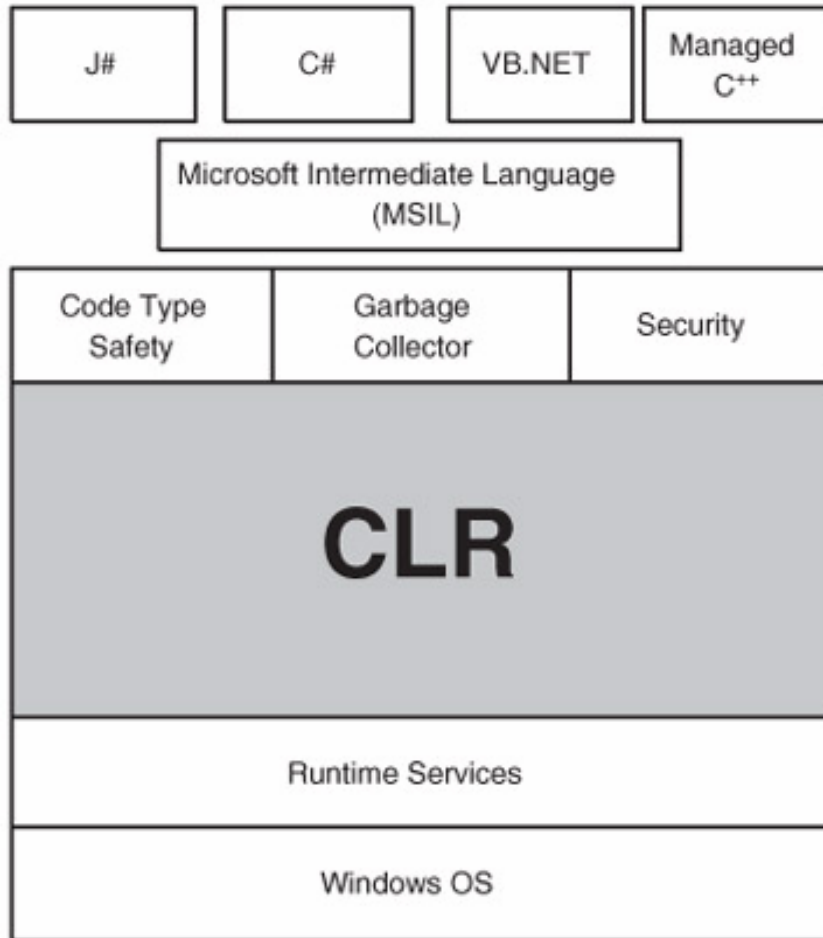 J#
C#
VB.NET
Managed
C++
Microsoft Intermediate Language
(MSIL)
Code Type
Safety
Garbage
Collector
Security
CLR
Runtime Services
Windows OS